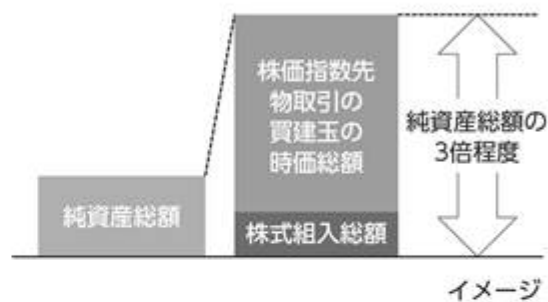 株価指数先
物取引の
買建玉の
時価総額
純資産総額の
3倍程度
純資産総額
株式組入総額
イメージ